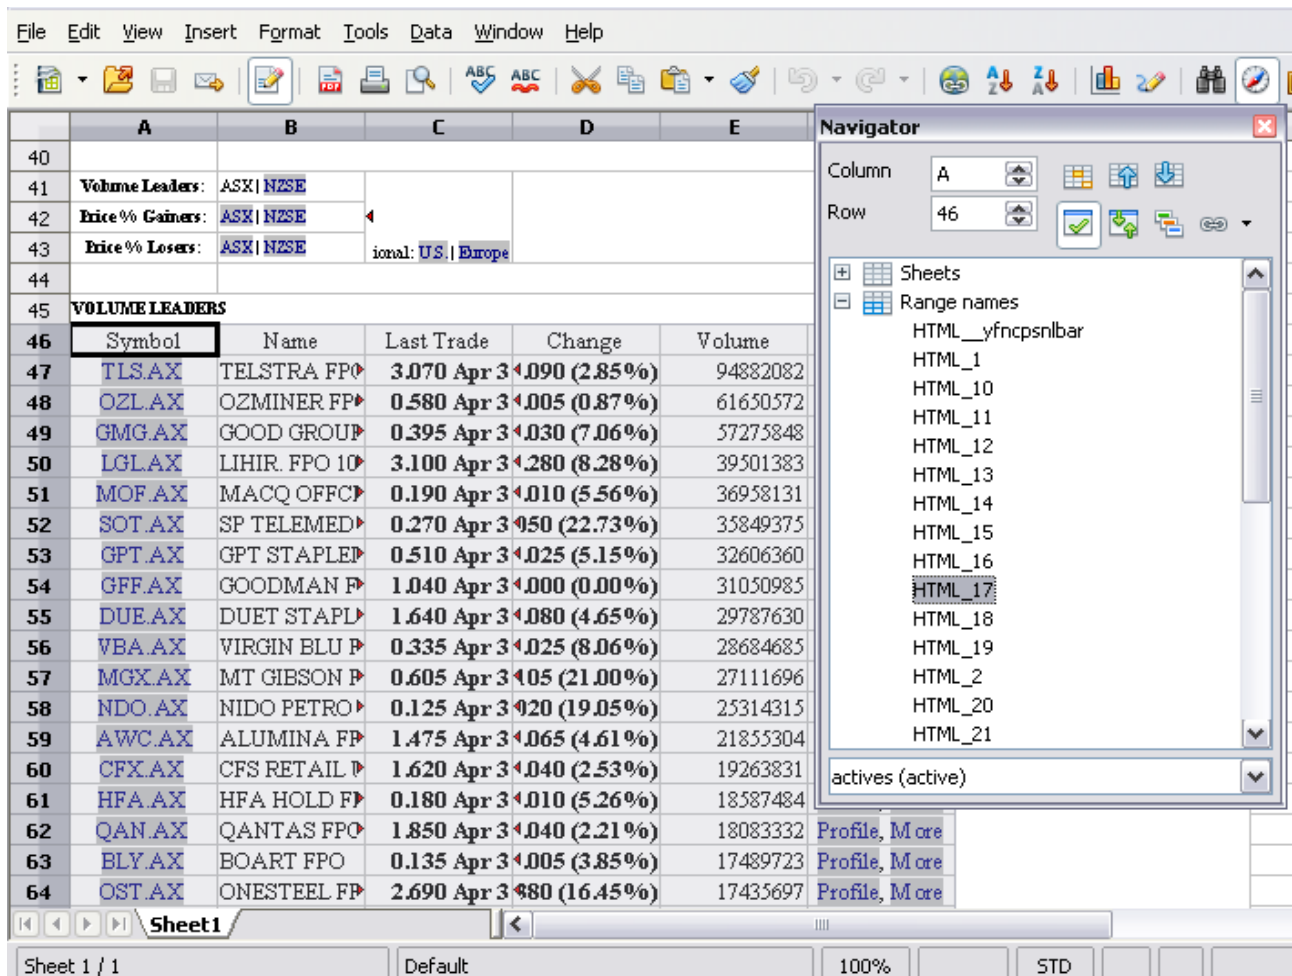 File Edit View Insert Format Tools Data Window Help
A B C D E
Navigator
Column A
Row 46
40
41 Volume Leaders: ASX | NZSE
42 Price % Gainers: ASX | NZSE
43 Price % Losers: ASX | NZSE ional: U.S. | Europe
44
45 VOLUME LEADERS
46 Symbol Name Last Trade Change Volume
47 TLS.AX TELSTRA FPO 3.070 Apr 3 .090 (2.85%) 94882082
48 OZL.AX OZMINER FP 0.580 Apr 3 .005 (0.87%) 61650572
49 GMG.AX GOOD GROUP 0.395 Apr 3 .030 (7.06%) 57275848
50 LGL.AX LIHIR. FPO 10 3.100 Apr 3 .280 (8.28%) 39501383
51 MOF.AX MACQ OFFC 0.190 Apr 3 .010 (5.56%) 36958131
52 SOT.AX SP TELEMED 0.270 Apr 3 050 (22.73%) 35849375
53 GPT.AX GPT STAPLE 0.510 Apr 3 .025 (5.15%) 32606360
54 GFF.AX GOODMAN F 1.040 Apr 3 .000 (0.00%) 31050985
55 DUE.AX DUET STAPL 1.640 Apr 3 .080 (4.65%) 29787630
56 VBA.AX VIRGIN BLU 0.335 Apr 3 .025 (8.06%) 28684685
57 MGX.AX MT GIBSON 0.605 Apr 3 105 (21.00%) 27111696
58 NDO.AX NIDO PETRO 0.125 Apr 3 020 (19.05%) 25314315
59 AWC.AX ALUMINA FP 1.475 Apr 3 .065 (4.61%) 21855304
60 CFX.AX CFS RETAIL 1.620 Apr 3 .040 (2.53%) 19263831
61 HFA.AX HFA HOLD F 0.180 Apr 3 .010 (5.26%) 18587484
62 QAN.AX QANTAS FPO 1.850 Apr 3 .040 (2.21%) 18083332 Profile, More
63 BLY.AX BOART FPO 0.135 Apr 3 .005 (3.85%) 17489723 Profile, More
64 OST.AX ONESTEEL FP 2.690 Apr 3 380 (16.45%) 17435697 Profile, More
Sheets
Range names
HTML__yfncpsnlbar
HTML_1
HTML_10
HTML_11
HTML_12
HTML_13
HTML_14
HTML_15
HTML_16
HTML_17
HTML_18
HTML_19
HTML_2
HTML_20
HTML_21
actives (active)
Sheet1
Sheet 1 / 1 Default 100% STD